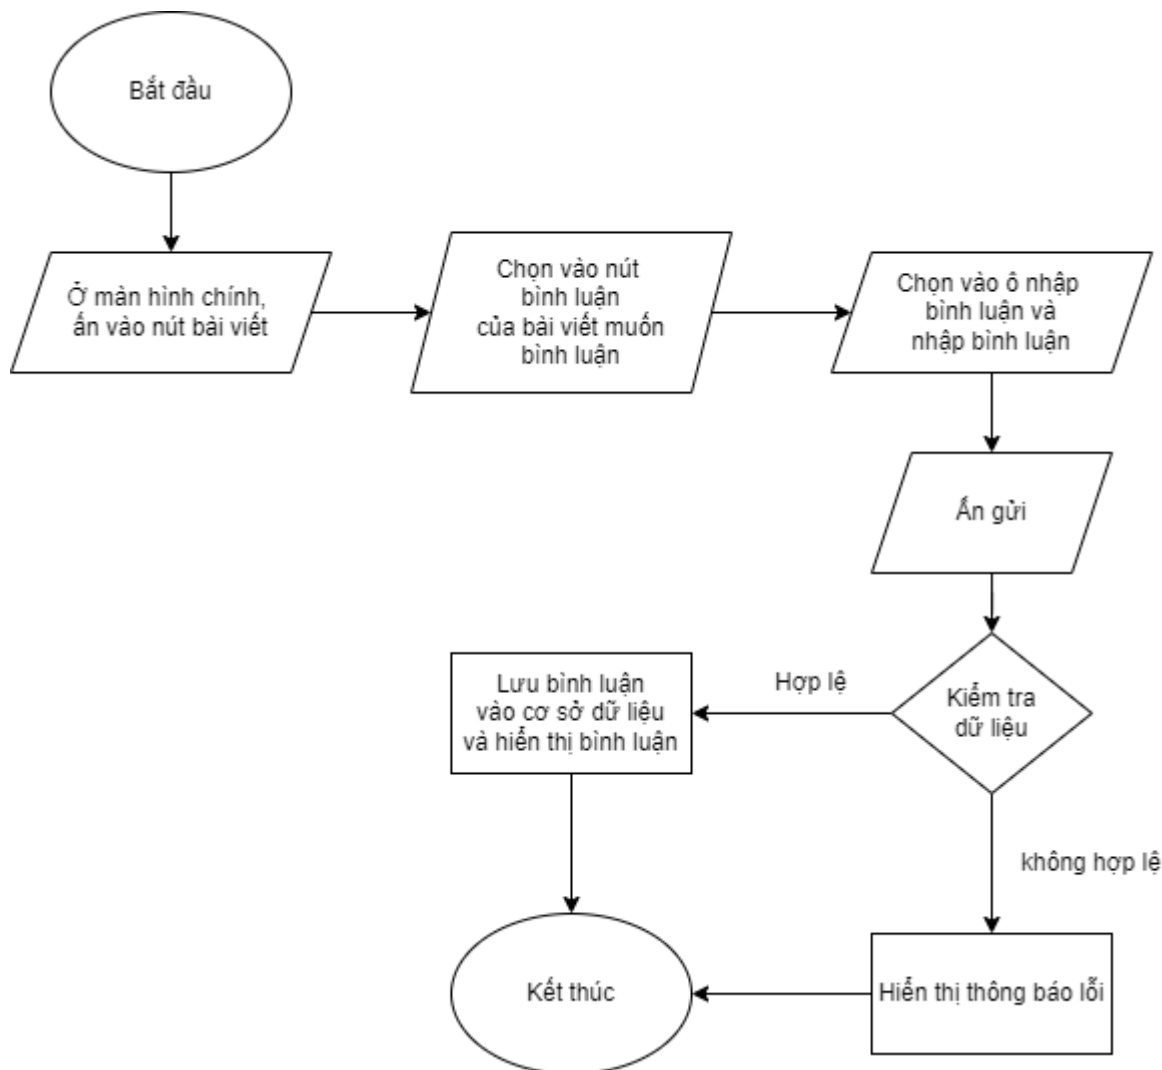 Bắt đầu
Ở màn hình chính,
ấn vào nút bài viết
Chọn vào nút
bình luận
của bài viết muốn
bình luận
Chọn vào ô nhập
bình luận và
nhập bình luận
Ấn gửi
Kiểm tra
dữ liệu
Hợp lệ
Lưu bình luận
vào cơ sở dữ liệu
và hiển thị bình luận
không hợp lệ
Hiển thị thông báo lỗi
Kết thúc